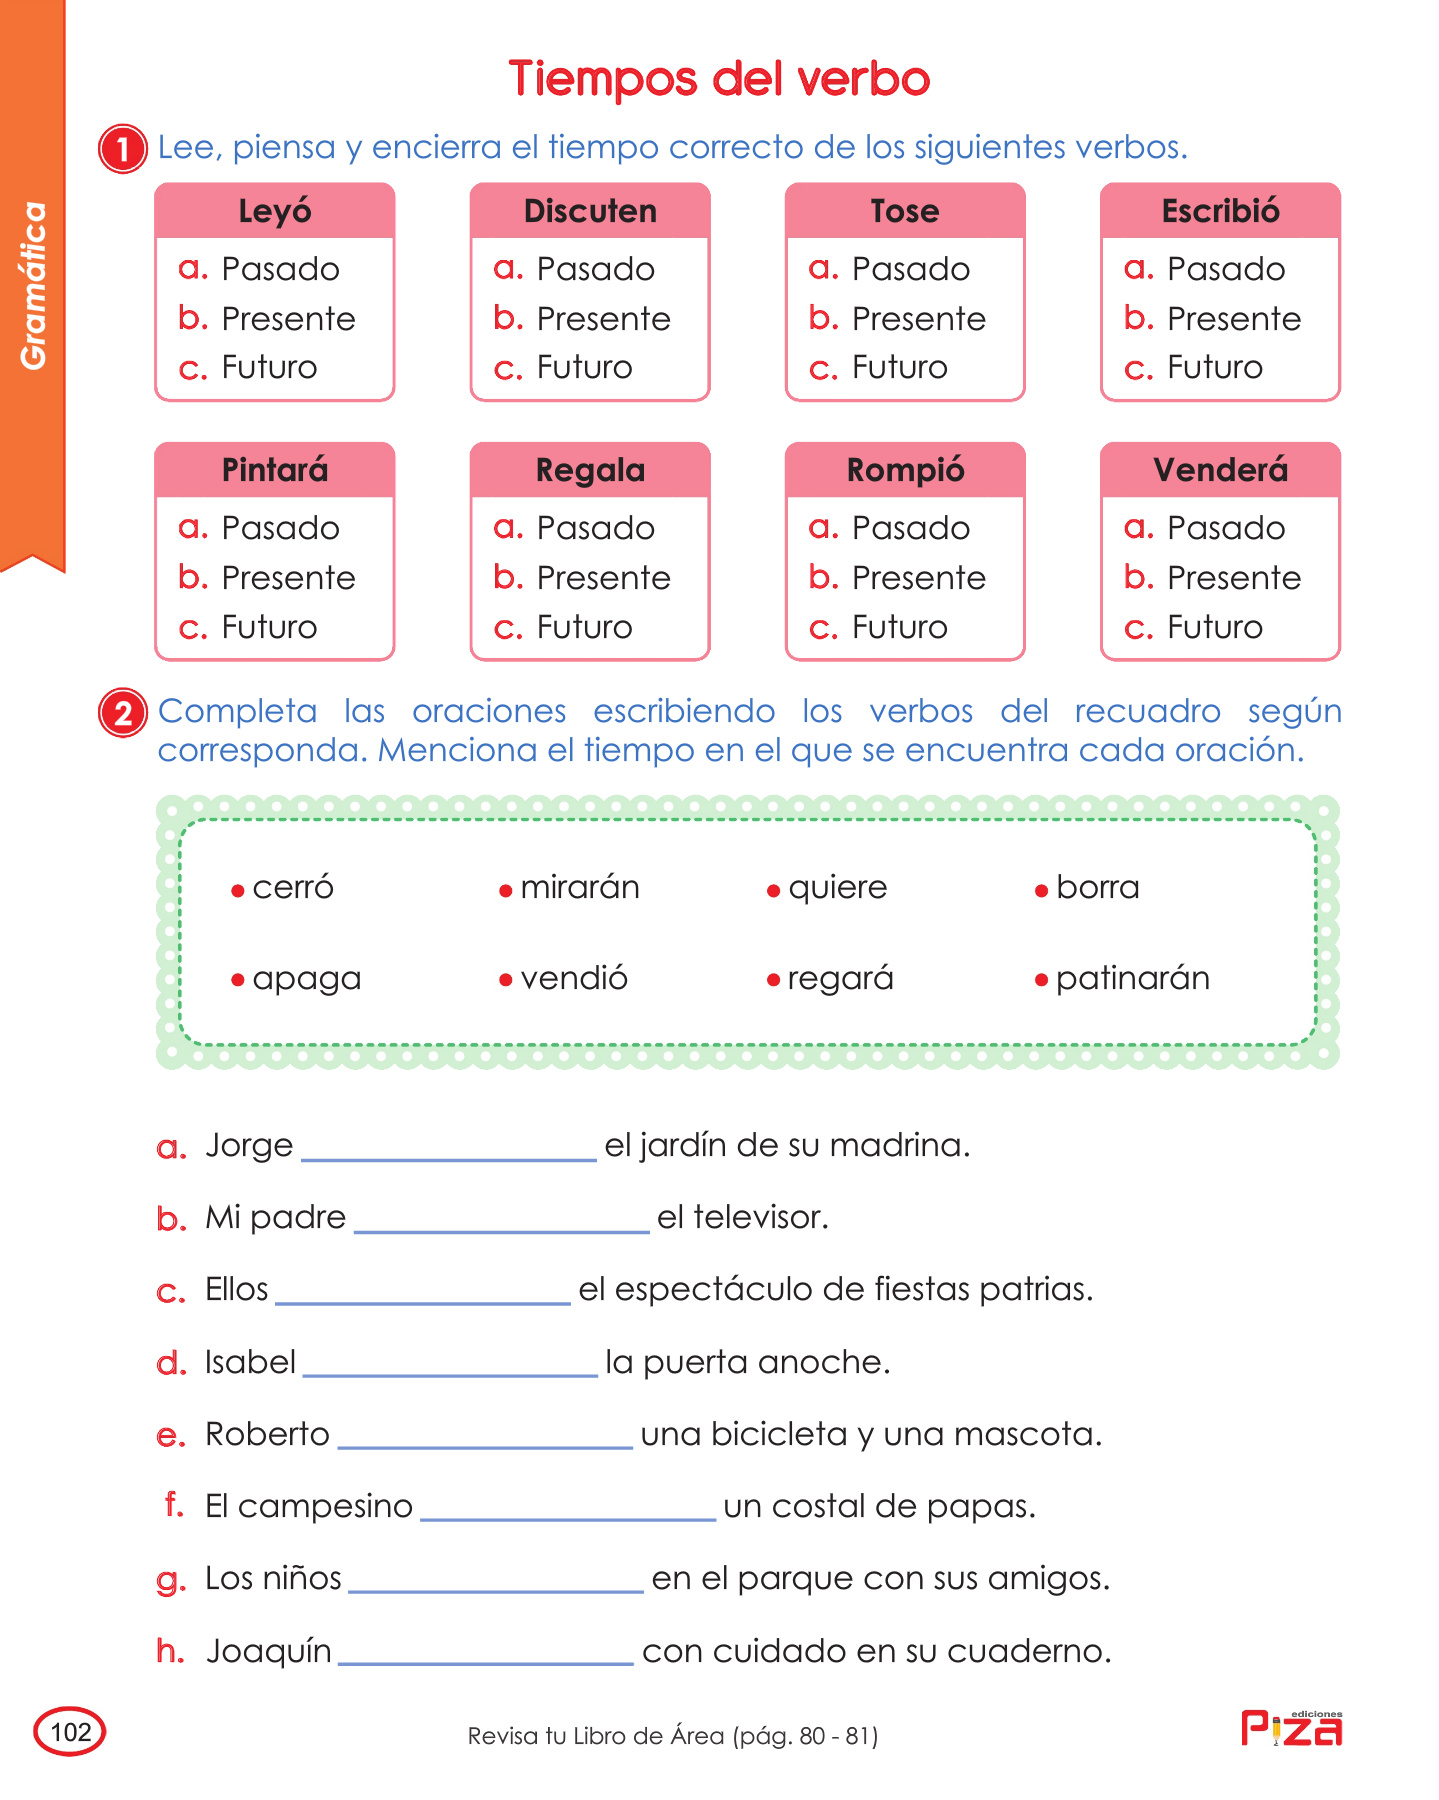 Gramática
Tiempos del verbo
1 Lee, piensa y encierra el tiempo correcto de los siguientes verbos.
Leyó
a. Pasado
b. Presente
c. Futuro
Discuten
a. Pasado
b. Presente
c. Futuro
Tose
a. Pasado
b. Presente
c. Futuro
Escribió
a. Pasado
b. Presente
c. Futuro
Pintará
a. Pasado
b. Presente
c. Futuro
Regala
a. Pasado
b. Presente
c. Futuro
Rompió
a. Pasado
b. Presente
c. Futuro
Venderá
a. Pasado
b. Presente
c. Futuro
2 Completa las oraciones escribiendo los verbos del recuadro según
corresponda. Menciona el tiempo en el que se encuentra cada oración.
• cerró • mirarán • quiere • borra
• apaga • vendió • regará • patinarán
a. Jorge ________________ el jardín de su madrina.
b. Mi padre ________________ el televisor.
c. Ellos ________________ el espectáculo de fiestas patrias.
d. Isabel ________________ la puerta anoche.
e. Roberto ________________ una bicicleta y una mascota.
f. El campesino ________________ un costal de papas.
g. Los niños ________________ en el parque con sus amigos.
h. Joaquín ________________ con cuidado en su cuaderno.
102
Revisa tu Libro de Área (pág. 80 - 81)
ediciones
Piza